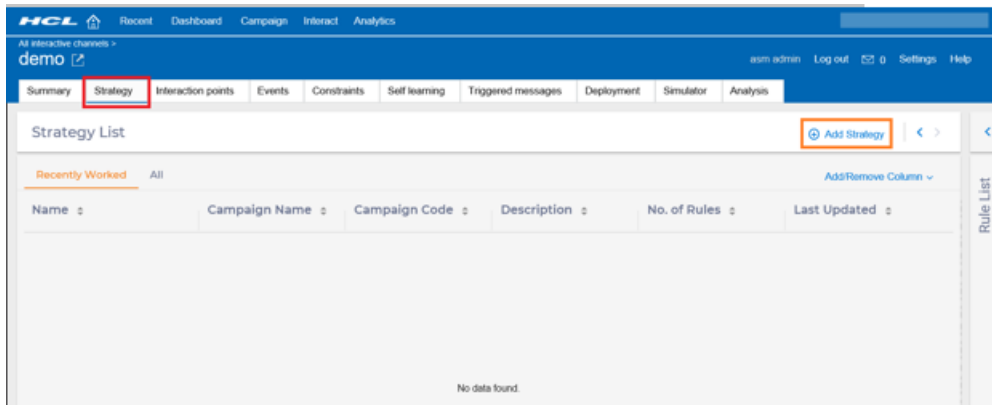 HCL Recent Dashboard Campaign Interact Analytics
All interactive channels >
demo
asm admin Log out 0 Settings Help
Summary Strategy Interaction points Events Constraints Self learning Triggered messages Deployment Simulator Analysis
Strategy List
Add Strategy
Recently Worked All
Add/Remove Column
Name Campaign Name Campaign Code Description No. of Rules Last Updated
Rule List
No data found.